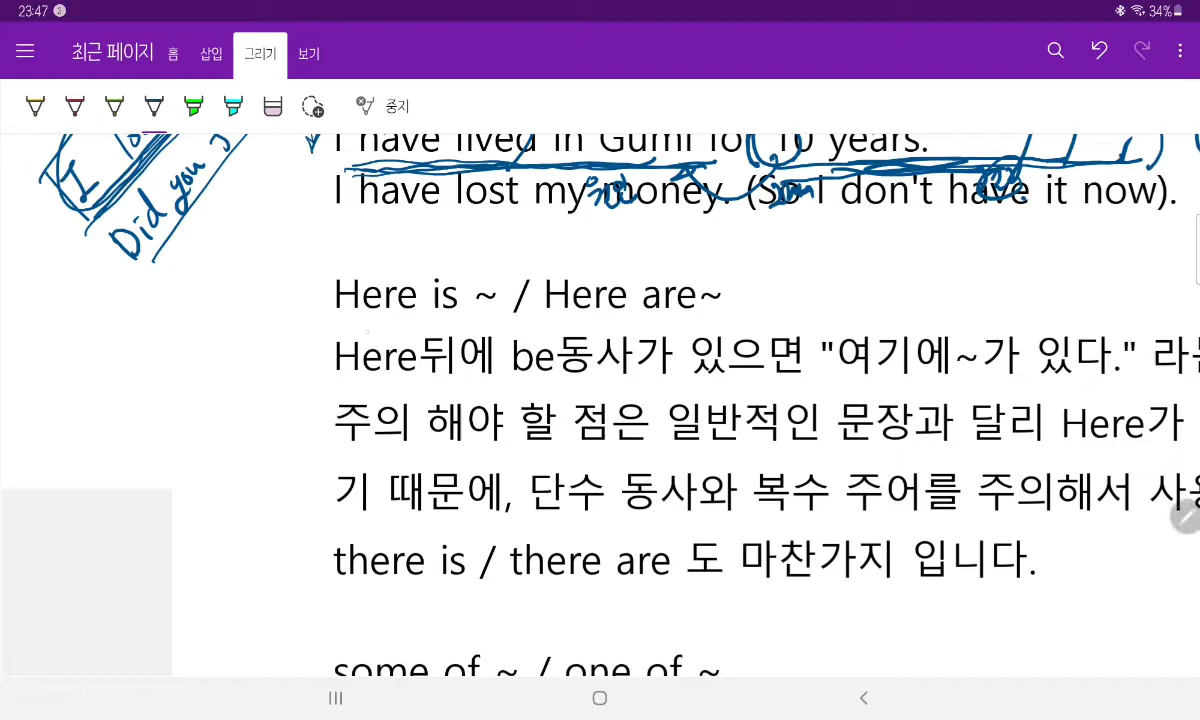 23:47 2 34%
최근 페이지 홈 삽입 그리기 보기
중지
I have lived in Gumi for 10 years.
I have lost my money. (So I don't have it now).
Did you
Here is ~ / Here are~
Here뒤에 be동사가 있으면 "여기에~가 있다." 라
주의 해야 할 점은 일반적인 문장과 달리 Here가
기 때문에, 단수 동사와 복수 주어를 주의해서
there is / there are 도 마찬가지 입니다.
some of ~ / one of ~